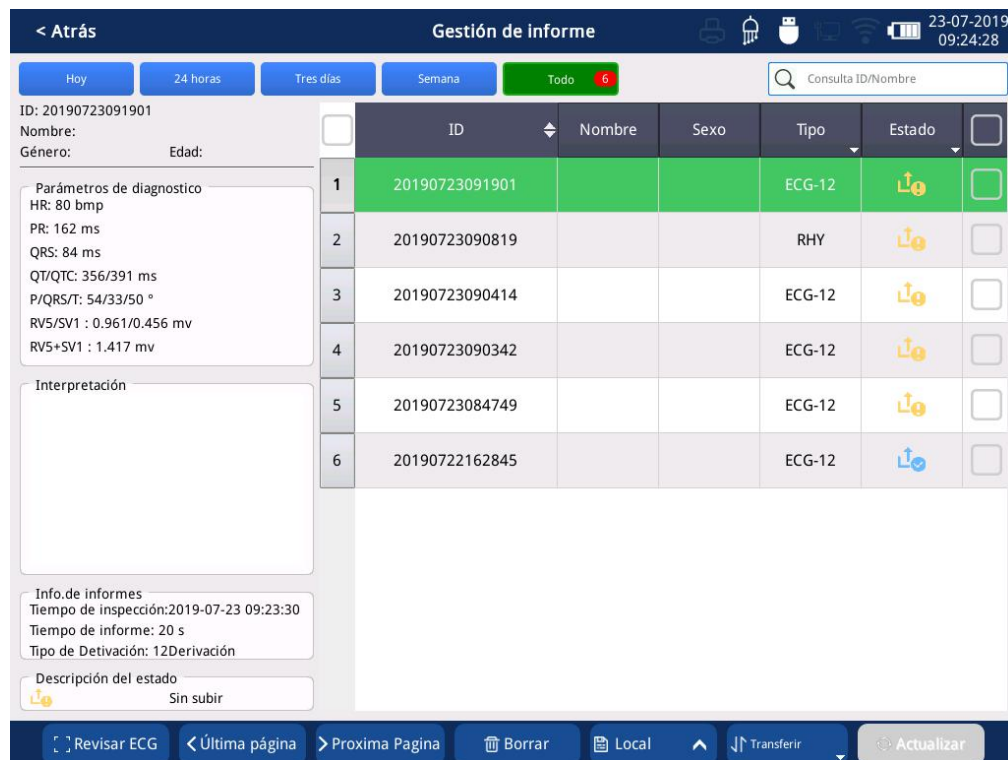 < Atrás
Gestión de informe
23-07-2019
09:24:28
Hoy
24 horas
Tres días
Semana
Todo 6
Consulta ID/Nombre
ID: 20190723091901
Nombre:
Género: Edad:
Parámetros de diagnostico
HR: 80 bmp
PR: 162 ms
QRS: 84 ms
QT/QTC: 356/391 ms
P/QRS/T: 54/33/50 °
RV5/SV1 : 0.961/0.456 mv
RV5+SV1 : 1.417 mv
Interpretación
Info.de informes
Tiempo de inspección:2019-07-23 09:23:30
Tiempo de informe: 20 s
Tipo de Detivación: 12Derivación
Descripción del estado
Sin subir
ID Nombre Sexo Tipo Estado
1 20190723091901 ECG-12
2 20190723090819 RHY
3 20190723090414 ECG-12
4 20190723090342 ECG-12
5 20190723084749 ECG-12
6 20190722162845 ECG-12
Revisar ECG
Última página
Proxima Pagina
Borrar
Local
Transferir
Actualizar